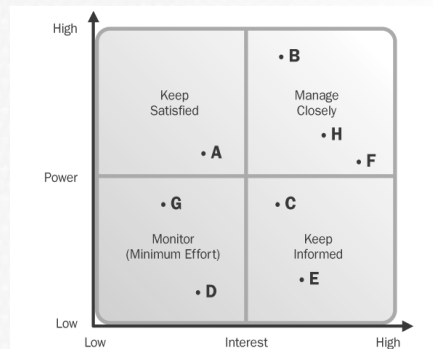 High
• B
Keep
Satisfied
Manage
Closely
• H
• A
• F
Power
• G
• C
Monitor
(Minimum Effort)
Keep
Informed
• E
• D
Low
Low
Interest
High